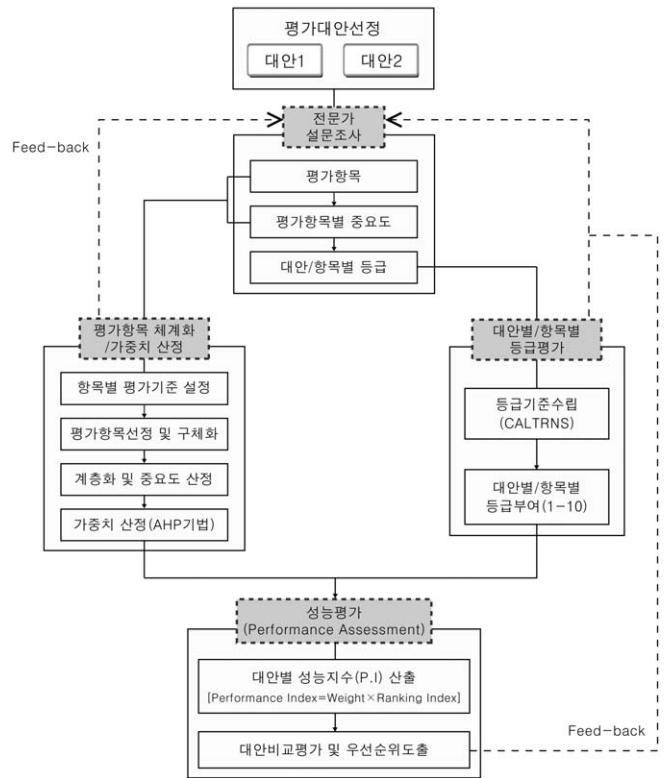 평가대안선정
대안1
대안2
전문가
설문조사
Feed-back
평가항목
평가항목별 중요도
대안/항목별 등급
평가항목 체계화
/가중치 산정
항목별 평가기준 설정
평가항목선정 및 구체화
계층화 및 중요도 산정
가중치 산정(AHP기법)
대안별/항목별
등급평가
등급기준수립
(CALTRNS)
대안별/항목별
등급부여(1-10)
성능평가
(Performance Assessment)
대안별 성능지수(P.I) 산출
[Performance Index=Weight×Ranking Index]
대안비교평가 및 우선순위도출
Feed-back